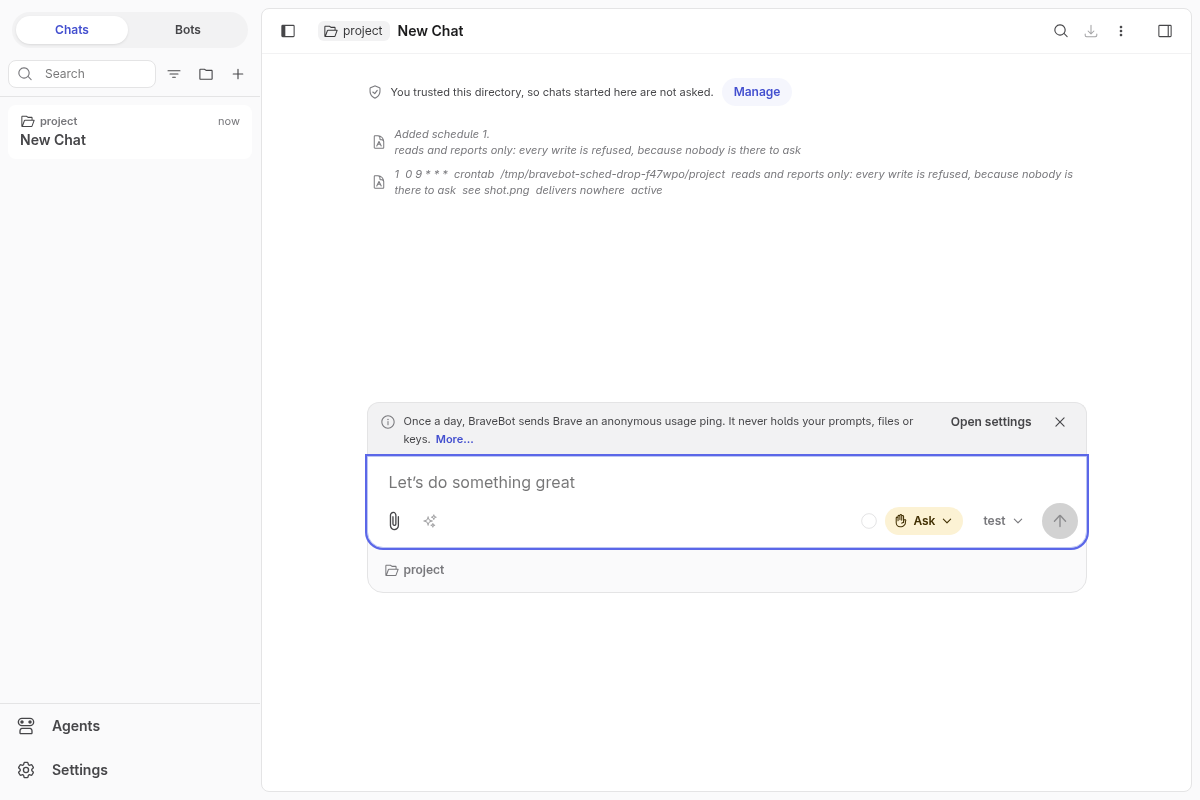 Chats
Bots
Search
project
now
New Chat
Agents
Settings
project
New Chat
You trusted this directory, so chats started here are not asked.
Manage
Added schedule 1.
reads and reports only: every write is refused, because nobody is there to ask
1 0 9 * * * crontab /tmp/bravebot-sched-drop-f47wpo/project reads and reports only: every write is refused, because nobody is
there to ask see shot.png delivers nowhere active
Once a day, BraveBot sends Brave an anonymous usage ping. It never holds your prompts, files or
keys. More...
Open settings
Let's do something great
Ask
test
project